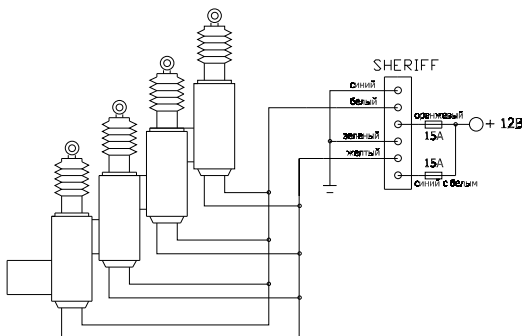 SHERIFF
синий
белый
оранжевый
+ 12В
15А
зеленый
желтый
15А
синий с белым